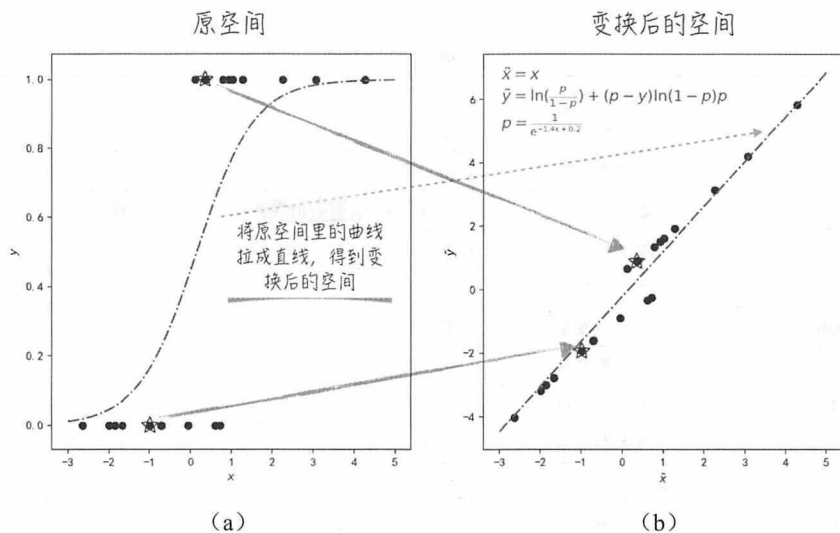 原空间
变换后的空间
1.0
0.8
0.6
0.4
0.2
0.0
y
将原空间里的曲线
拉成直线，得到变
换后的空间
−3 −2 −1 0 1 2 3 4 5
x
x̃ = x
ỹ = ln(p/(1−p)) + (p−y)ln(1−p)p
p = 1/e^(−1.4x+0.2)
6
4
2
0
−2
−4
ỹ
−3 −2 −1 0 1 2 3 4 5
x̃
（a）
（b）